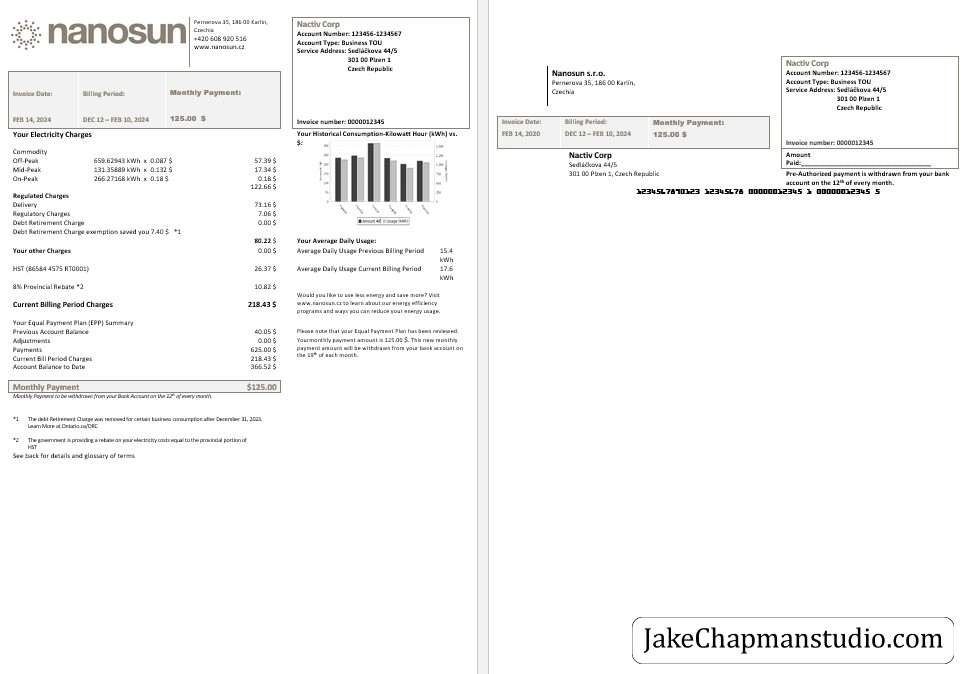 nanosun
Pernerova 35, 186 00 Karlín,
Czechia
+420 608 920 516
www.nanosun.cz
Invoice Date:
Billing Period:
Monthly Payment:
FEB 14, 2024
DEC 12 – FEB 10, 2024
125.00 $
Your Electricity Charges
Commodity
Off-Peak 659.62943 kWh x 0.087 $ 57.39 $
Mid-Peak 131.35889 kWh x 0.132 $ 17.34 $
On-Peak 266.27168 kWh x 0.18 $ 0.18 $
122.66 $
Regulated Charges
Delivery 73.16 $
Regulatory Charges 7.06 $
Debt Retirement Charge 0.00 $
Debt Retirement Charge exemption saved you 7.40 $ *1
80.22 $
Your other Charges 0.00 $
HST (86584 4575 RT0001) 26.37 $
8% Provincial Rebate *2 10.82 $
Current Billing Period Charges 218.43 $
Your Equal Payment Plan (EPP) Summary
Previous Account Balance 40.05 $
Adjustments 0.00 $
Payments 625.00 $
Current Bill Period Charges 218.43 $
Account Balance to Date 366.52 $
Monthly Payment $125.00
Monthly Payment to be withdrawn from your Bank Account on the 12th of every month.
*1 The debt Retirement Charge was removed for certain business consumption after December 31, 2023.
Learn More at Ontario.ca/DRC
*2 The government is providing a rebate on your electricity costs equal to the provincial portion of
HST
See back for details and glossary of terms
Nactiv Corp
Account Number: 123456-1234567
Account Type: Business TOU
Service Address: Sedláčkova 44/5
301 00 Plzen 1
Czech Republic
Invoice number: 0000012345
Your Historical Consumption-Kilowatt Hour (kWh) vs.
$:
Your Average Daily Usage:
Average Daily Usage Previous Billing Period 15.4
kWh
Average Daily Usage Current Billing Period 17.6
kWh
Would you like to use less energy and save more? Visit
www.nanosun.cz to learn about our energy efficiency
programs and ways you can reduce your energy usage.
Please note that your Equal Payment Plan has been reviewed.
Yourmonthly payment amount is 125.00 $. This new monthly
payment amount will be withdrawn from your bank account on
the 19th of each month.
Nanosun s.r.o.
Pernerova 35, 186 00 Karlín,
Czechia
Invoice Date:
Billing Period:
Monthly Payment:
FEB 14, 2020
DEC 12 – FEB 10, 2024
125.00 $
Nactiv Corp
Sedláčkova 44/5
301 00 Plzen 1, Czech Republic
Nactiv Corp
Account Number: 123456-1234567
Account Type: Business TOU
Service Address: Sedláčkova 44/5
301 00 Plzen 1
Czech Republic
Invoice number: 0000012345
Amount
Paid:
Pre-Authorized payment is withdrawn from your bank
account on the 12th of every month.
JakeChapmanstudio.com